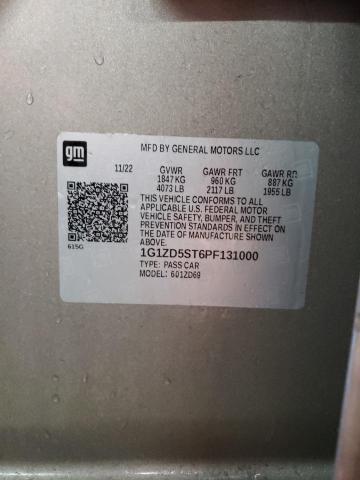 gm
MFD BY GENERAL MOTORS LLC
11/22 GVWR GAWR FRT GAWR RR
1847 KG 960 KG 887 KG
4073 LB 2117 LB 1955 LB
THIS VEHICLE CONFORMS TO ALL
APPLICABLE U.S. FEDERAL MOTOR
VEHICLE SAFETY, BUMPER, AND THEFT
PREVENTION STANDARDS IN EFFECT ON
THE DATE OF MANUFACTURE SHOWN
ABOVE.
615G
1G1ZD5ST6PF131000
TYPE: PASS CAR
MODEL: 601ZD69